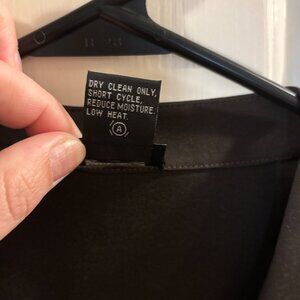 DRY CLEAN ONLY.
SHORT CYCLE.
REDUCE MOISTURE.
LOW HEAT.
A